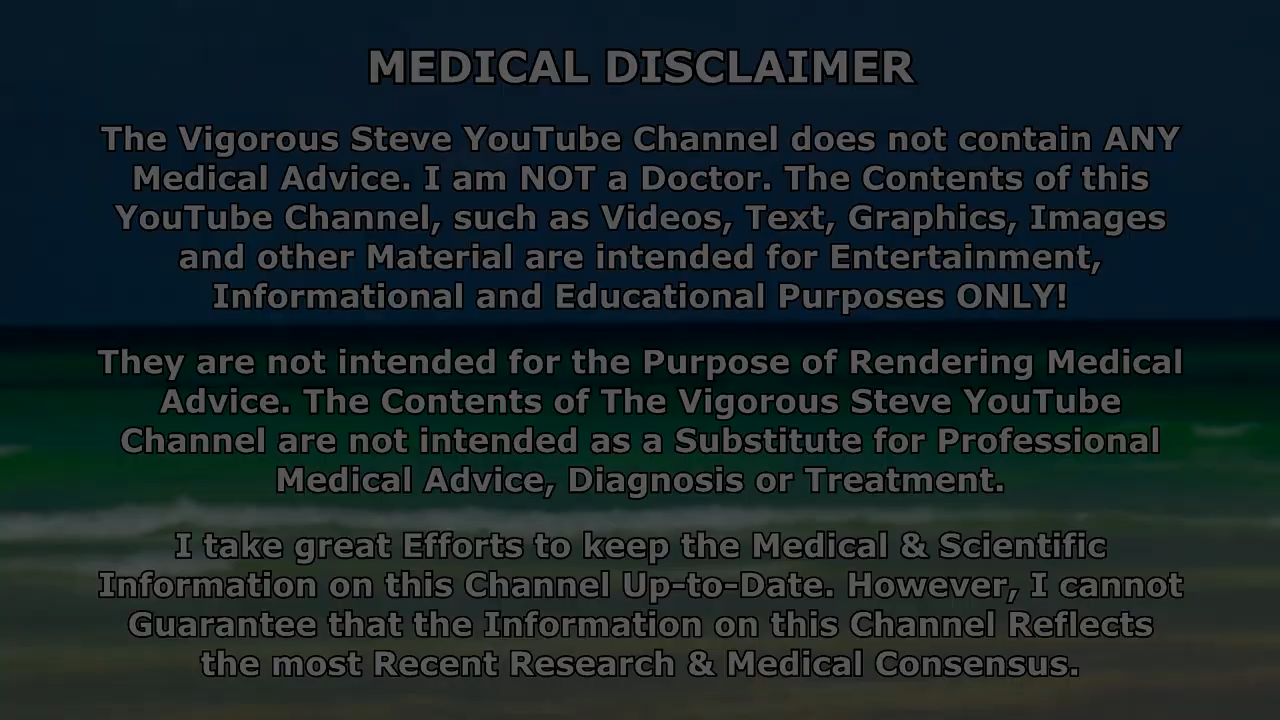 MEDICAL DISCLAIMER
The Vigorous Steve YouTube Channel does not contain ANY
Medical Advice. I am NOT a Doctor. The Contents of this
YouTube Channel, such as Videos, Text, Graphics, Images
and other Material are intended for Entertainment,
Informational and Educational Purposes ONLY!
They are not intended for the Purpose of Rendering Medical
Advice. The Contents of The Vigorous Steve YouTube
Channel are not intended as a Substitute for Professional
Medical Advice, Diagnosis or Treatment.
I take great Efforts to keep the Medical & Scientific
Information on this Channel Up-to-Date. However, I cannot
Guarantee that the Information on this Channel Reflects
the most Recent Research & Medical Consensus.